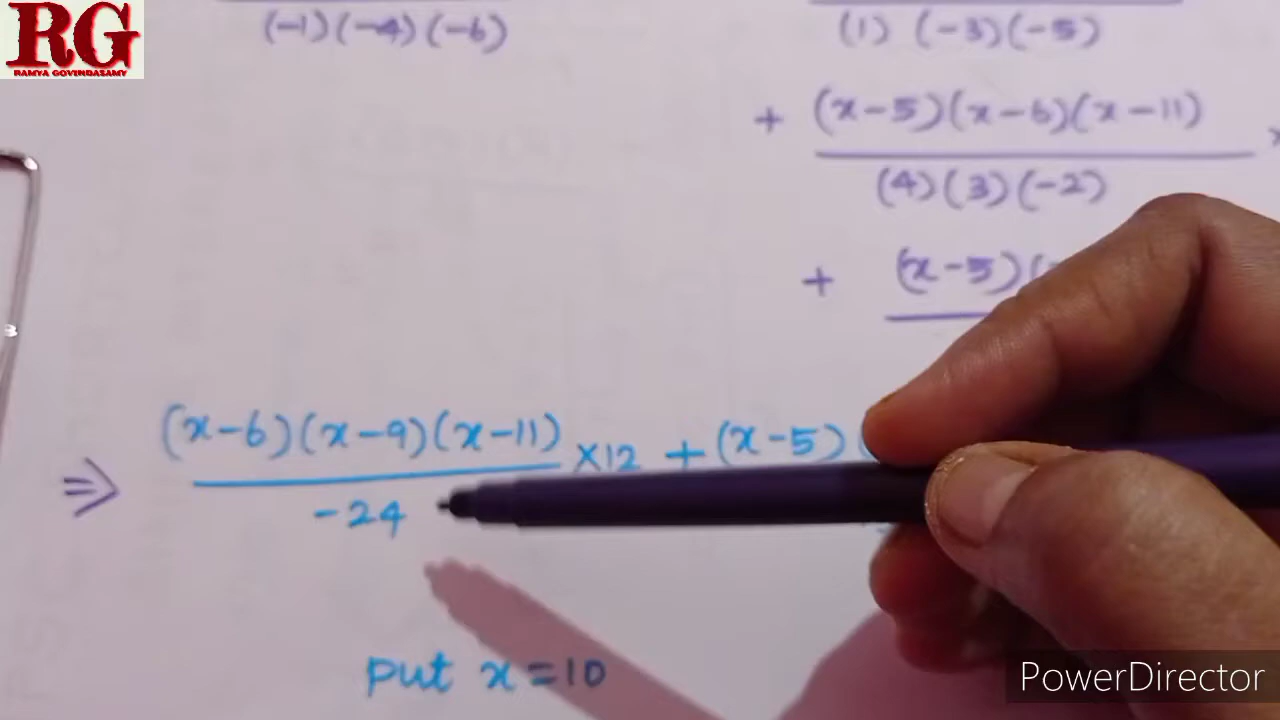 RG
RAMYA GOVINDASAMY
(-1)(-4)(-6)
(1) (-3)(-5)
+ (x-5)(x-6)(x-11)
(4)(3)(-2)
+ (x-5)(
⇒ (x-6)(x-9)(x-11) ×12 + (x-5)(
-24
put x=10
PowerDirector